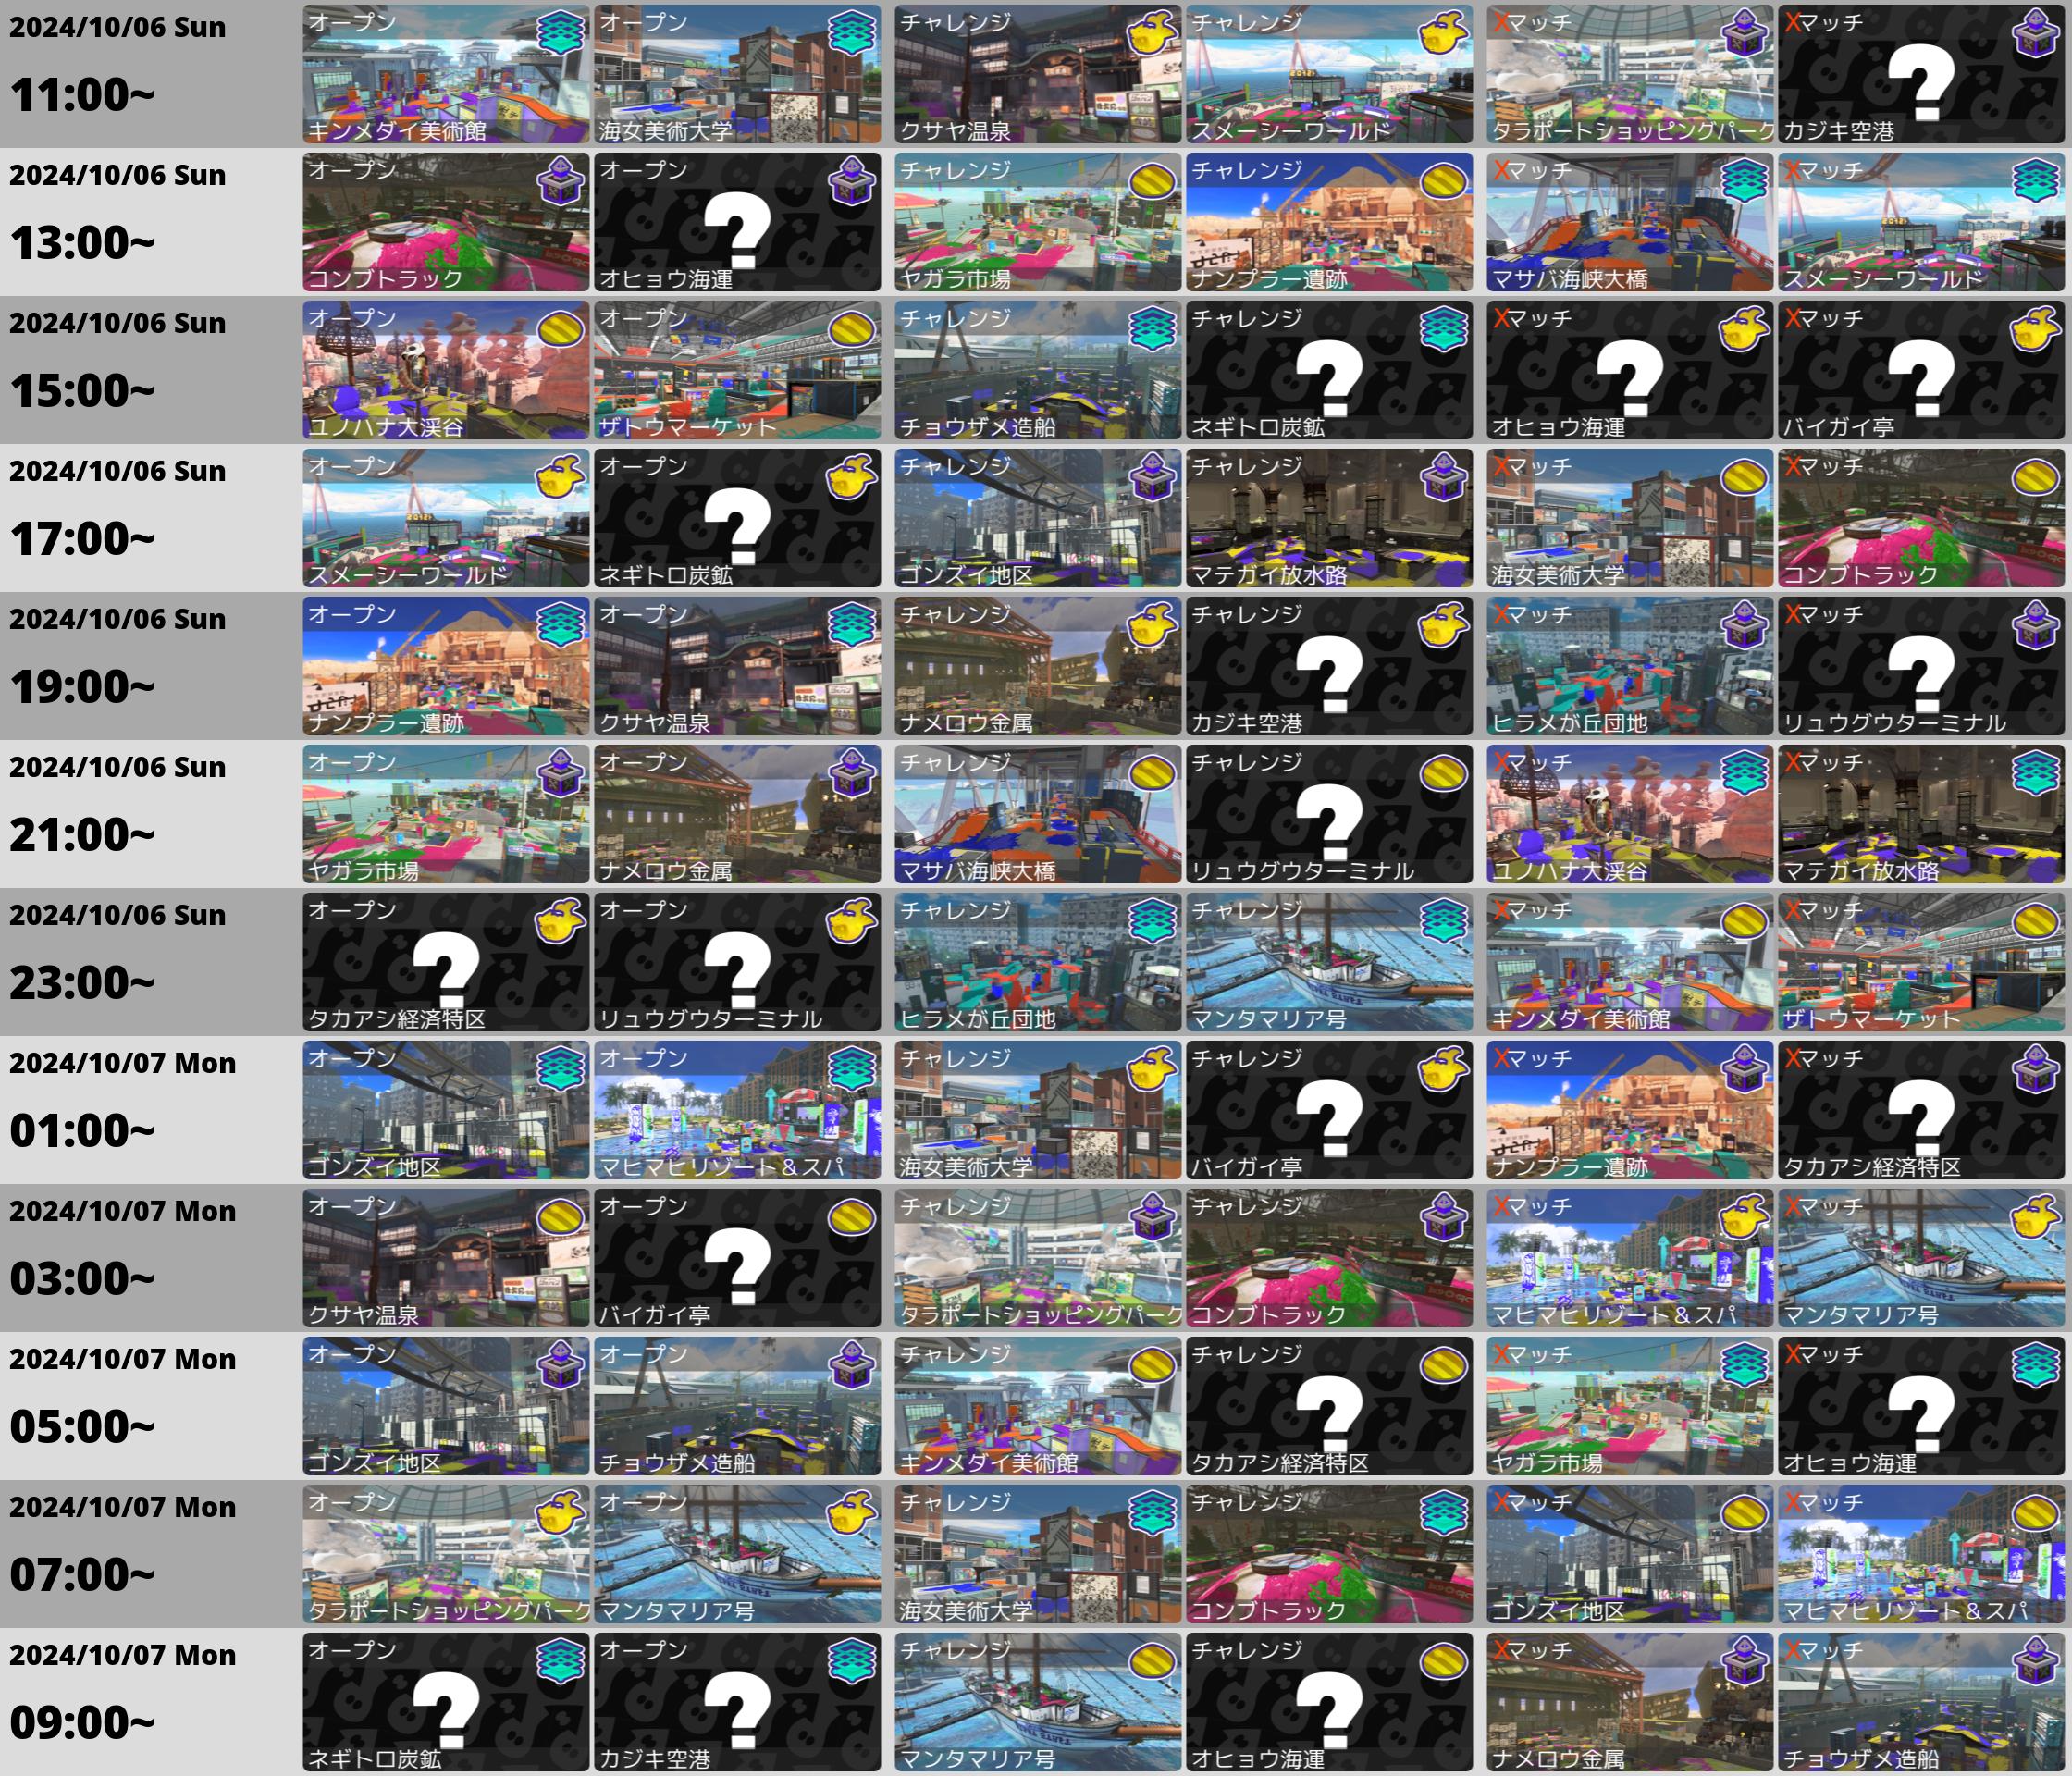 2024/10/06 Sun
11:00~
オープン
キンメダイ美術館
オープン
海女美術大学
チャレンジ
クサヤ温泉
チャレンジ
スメーシーワールド
Xマッチ
タラポートショッピングパーク
Xマッチ
カジキ空港
2024/10/06 Sun
13:00~
オープン
コンブトラック
オープン
オヒョウ海運
チャレンジ
ヤガラ市場
チャレンジ
ナンプラー遺跡
Xマッチ
マサバ海峡大橋
Xマッチ
スメーシーワールド
2024/10/06 Sun
15:00~
オープン
ユノハナ大渓谷
オープン
ザトウマーケット
チャレンジ
チョウザメ造船
チャレンジ
ネギトロ炭鉱
Xマッチ
オヒョウ海運
Xマッチ
バイガイ亭
2024/10/06 Sun
17:00~
オープン
スメーシーワールド
オープン
ネギトロ炭鉱
チャレンジ
ゴンズイ地区
チャレンジ
マテガイ放水路
Xマッチ
海女美術大学
Xマッチ
コンブトラック
2024/10/06 Sun
19:00~
オープン
ナンプラー遺跡
オープン
クサヤ温泉
チャレンジ
ナメロウ金属
チャレンジ
カジキ空港
Xマッチ
ヒラメが丘団地
Xマッチ
リュウグウターミナル
2024/10/06 Sun
21:00~
オープン
ヤガラ市場
オープン
ナメロウ金属
チャレンジ
マサバ海峡大橋
チャレンジ
リュウグウターミナル
Xマッチ
ユノハナ大渓谷
Xマッチ
マテガイ放水路
2024/10/06 Sun
23:00~
オープン
タカアシ経済特区
オープン
リュウグウターミナル
チャレンジ
ヒラメが丘団地
チャレンジ
マンタマリア号
Xマッチ
キンメダイ美術館
Xマッチ
ザトウマーケット
2024/10/07 Mon
01:00~
オープン
ゴンズイ地区
オープン
マヒマヒリゾート&スパ
チャレンジ
海女美術大学
チャレンジ
バイガイ亭
Xマッチ
ナンプラー遺跡
Xマッチ
タカアシ経済特区
2024/10/07 Mon
03:00~
オープン
クサヤ温泉
オープン
バイガイ亭
チャレンジ
タラポートショッピングパーク
チャレンジ
コンブトラック
Xマッチ
マヒマヒリゾート&スパ
Xマッチ
マンタマリア号
2024/10/07 Mon
05:00~
オープン
ゴンズイ地区
オープン
チョウザメ造船
チャレンジ
キンメダイ美術館
チャレンジ
タカアシ経済特区
Xマッチ
ヤガラ市場
Xマッチ
オヒョウ海運
2024/10/07 Mon
07:00~
オープン
タラポートショッピングパーク
オープン
マンタマリア号
チャレンジ
海女美術大学
チャレンジ
コンブトラック
Xマッチ
ゴンズイ地区
Xマッチ
マヒマヒリゾート&スパ
2024/10/07 Mon
09:00~
オープン
ネギトロ炭鉱
オープン
カジキ空港
チャレンジ
マンタマリア号
チャレンジ
オヒョウ海運
Xマッチ
ナメロウ金属
Xマッチ
チョウザメ造船